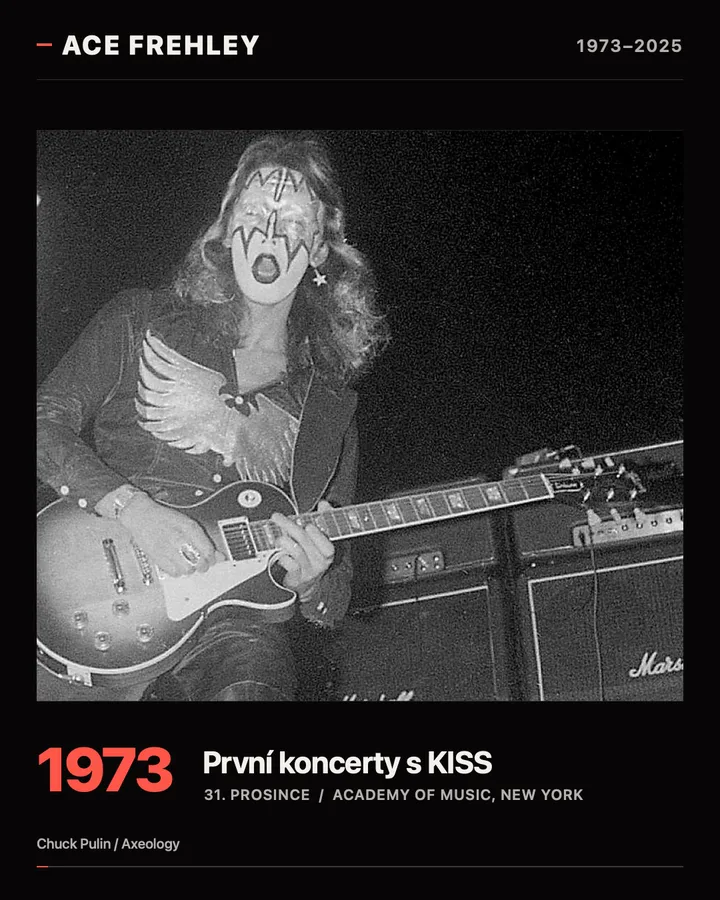 – ACE FREHLEY
1973–2025
1973
První koncerty s KISS
31. PROSINCE / ACADEMY OF MUSIC, NEW YORK
Chuck Pulin / Axeology